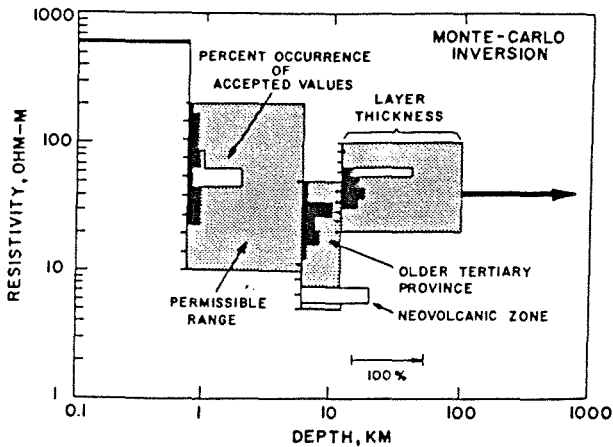 1000
100
10
1
RESISTIVITY, OHM-M
MONTE-CARLO
INVERSION
PERCENT OCCURRENCE
OF
ACCEPTED VALUES
LAYER
THICKNESS
PERMISSIBLE
RANGE
OLDER TERTIARY
PROVINCE
NEOVOLCANIC ZONE
100%
0.1 1 10 100 1000
DEPTH, KM